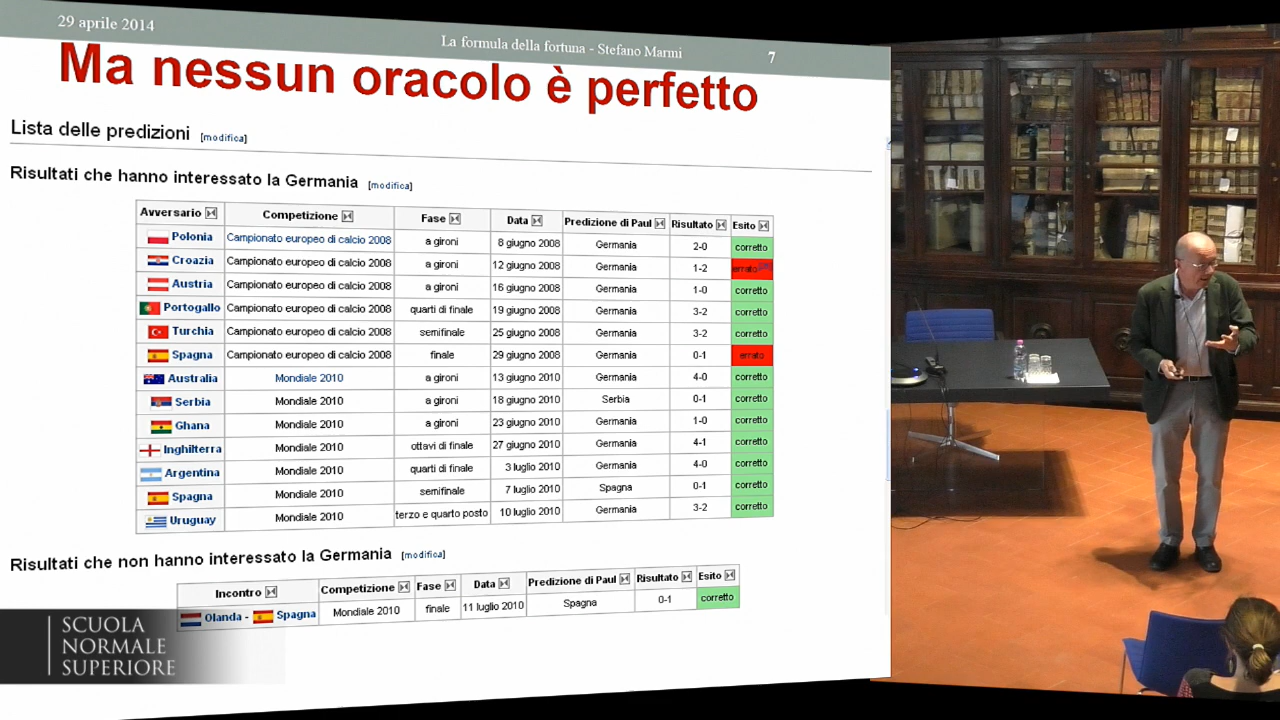 29 aprile 2014
La formula della fortuna - Stefano Marmi
7
Ma nessun oracolo è perfetto
Lista delle predizioni [modifica]
Risultati che hanno interessato la Germania [modifica]
Avversario Competizione Fase Data Predizione di Paul Risultato Esito
Polonia Campionato europeo di calcio 2008 a gironi 8 giugno 2008 Germania 2-0 corretto
Croazia Campionato europeo di calcio 2008 a gironi 12 giugno 2008 Germania 1-2 errato
Austria Campionato europeo di calcio 2008 a gironi 16 giugno 2008 Germania 1-0 corretto
Portogallo Campionato europeo di calcio 2008 quarti di finale 19 giugno 2008 Germania 3-2 corretto
Turchia Campionato europeo di calcio 2008 semifinale 25 giugno 2008 Germania 3-2 corretto
Spagna Campionato europeo di calcio 2008 finale 29 giugno 2008 Germania 0-1 errato
Australia Mondiale 2010 a gironi 13 giugno 2010 Germania 4-0 corretto
Serbia Mondiale 2010 a gironi 18 giugno 2010 Serbia 0-1 corretto
Ghana Mondiale 2010 a gironi 23 giugno 2010 Germania 1-0 corretto
Inghilterra Mondiale 2010 ottavi di finale 27 giugno 2010 Germania 4-1 corretto
Argentina Mondiale 2010 quarti di finale 3 luglio 2010 Germania 4-0 corretto
Spagna Mondiale 2010 semifinale 7 luglio 2010 Spagna 0-1 corretto
Uruguay Mondiale 2010 terzo e quarto posto 10 luglio 2010 Germania 3-2 corretto
Risultati che non hanno interessato la Germania [modifica]
Incontro Competizione Fase Data Predizione di Paul Risultato Esito
Olanda - Spagna Mondiale 2010 finale 11 luglio 2010 Spagna 0-1 corretto
SCUOLA
NORMALE
SUPERIORE